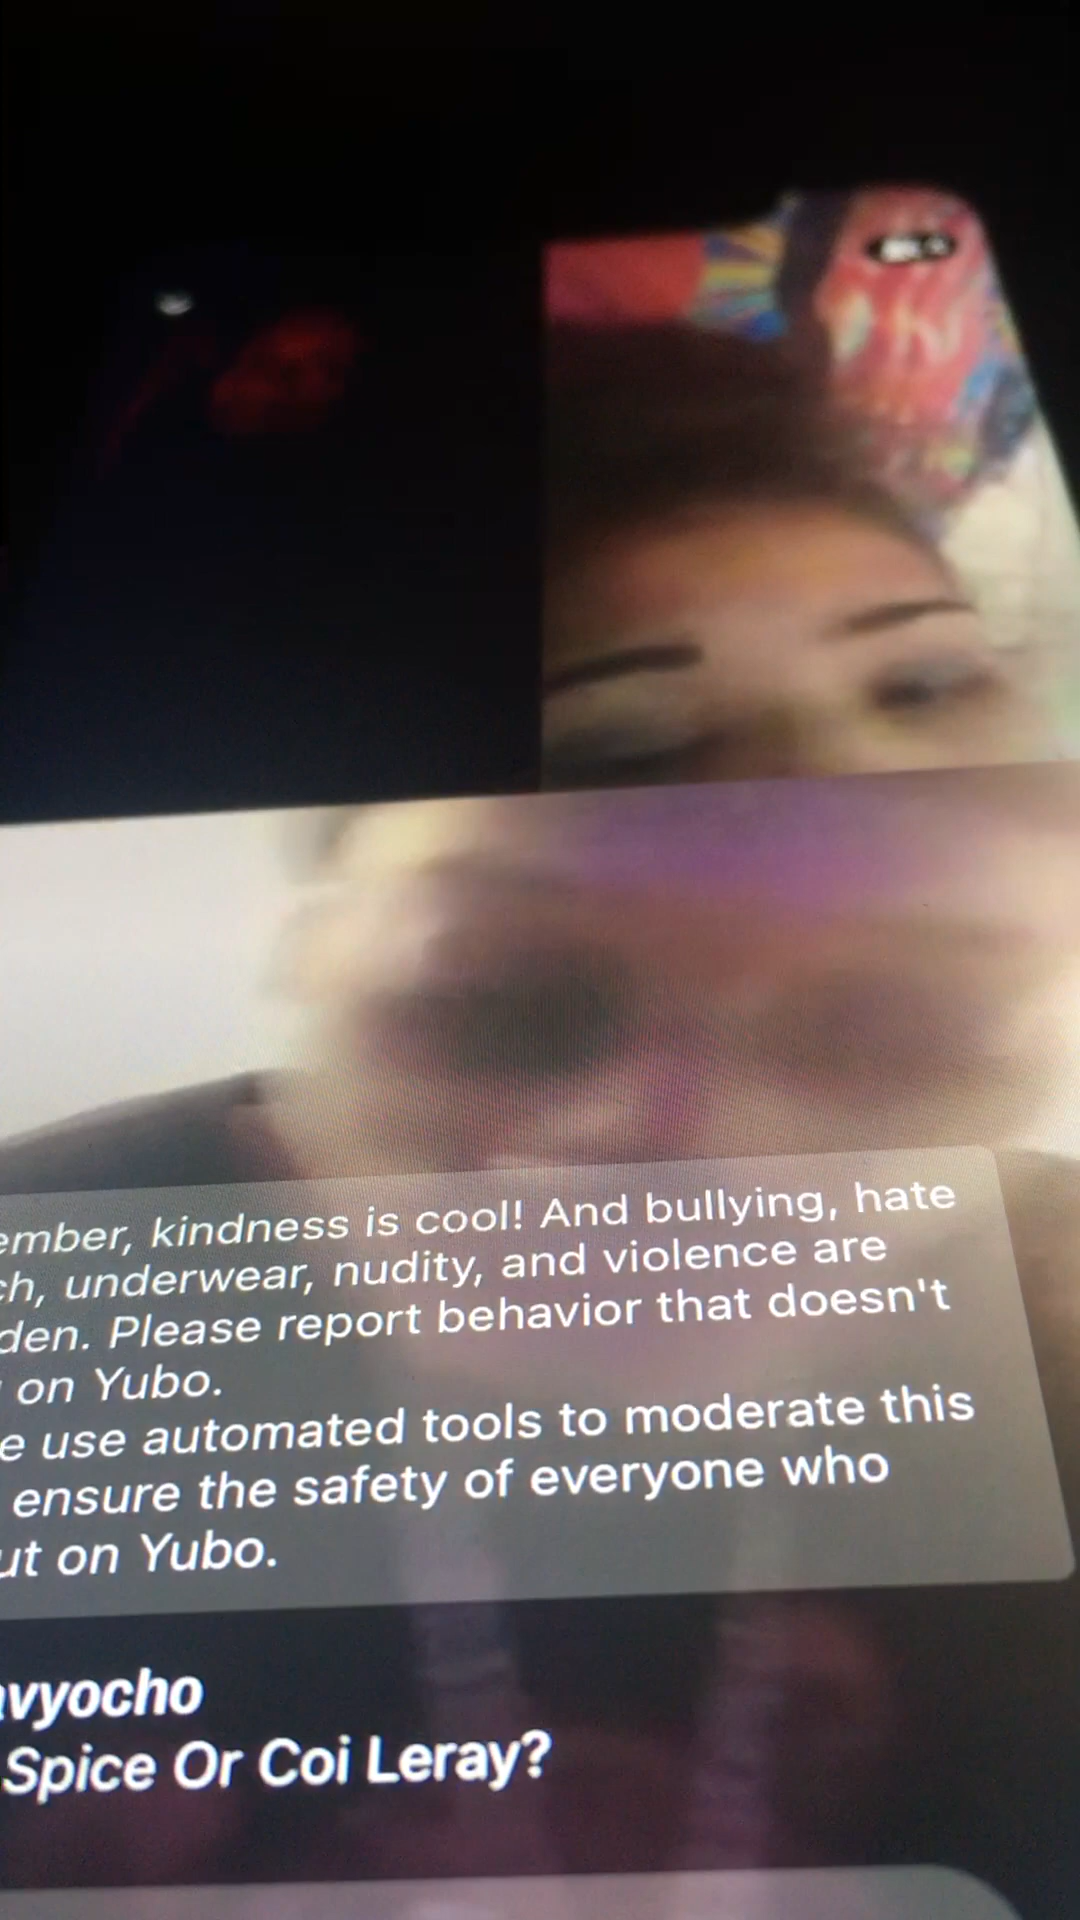 ember, kindness is cool! And bullying, hate
ch, underwear, nudity, and violence are
den. Please report behavior that doesn't
on Yubo.
e use automated tools to moderate this
ensure the safety of everyone who
ut on Yubo.
avyocho
Spice Or Coi Leray?